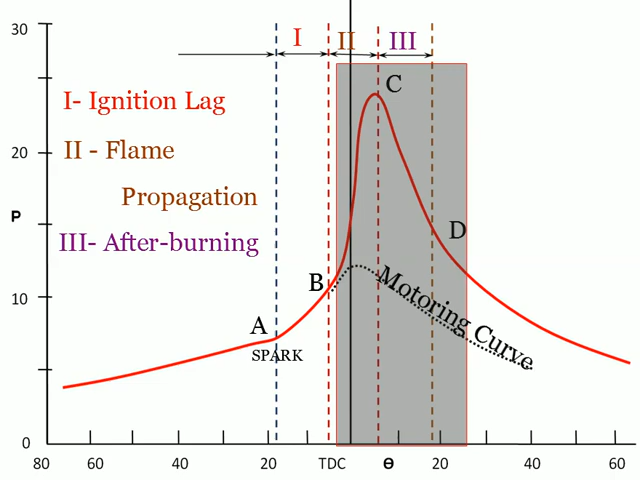 30
I
II
III
C
I- Ignition Lag
II - Flame
Propagation
20
P
III- After-burning
D
B
Motoring Curve
10
A
SPARK
0
80 60 40 20 TDC Θ 20 40 60